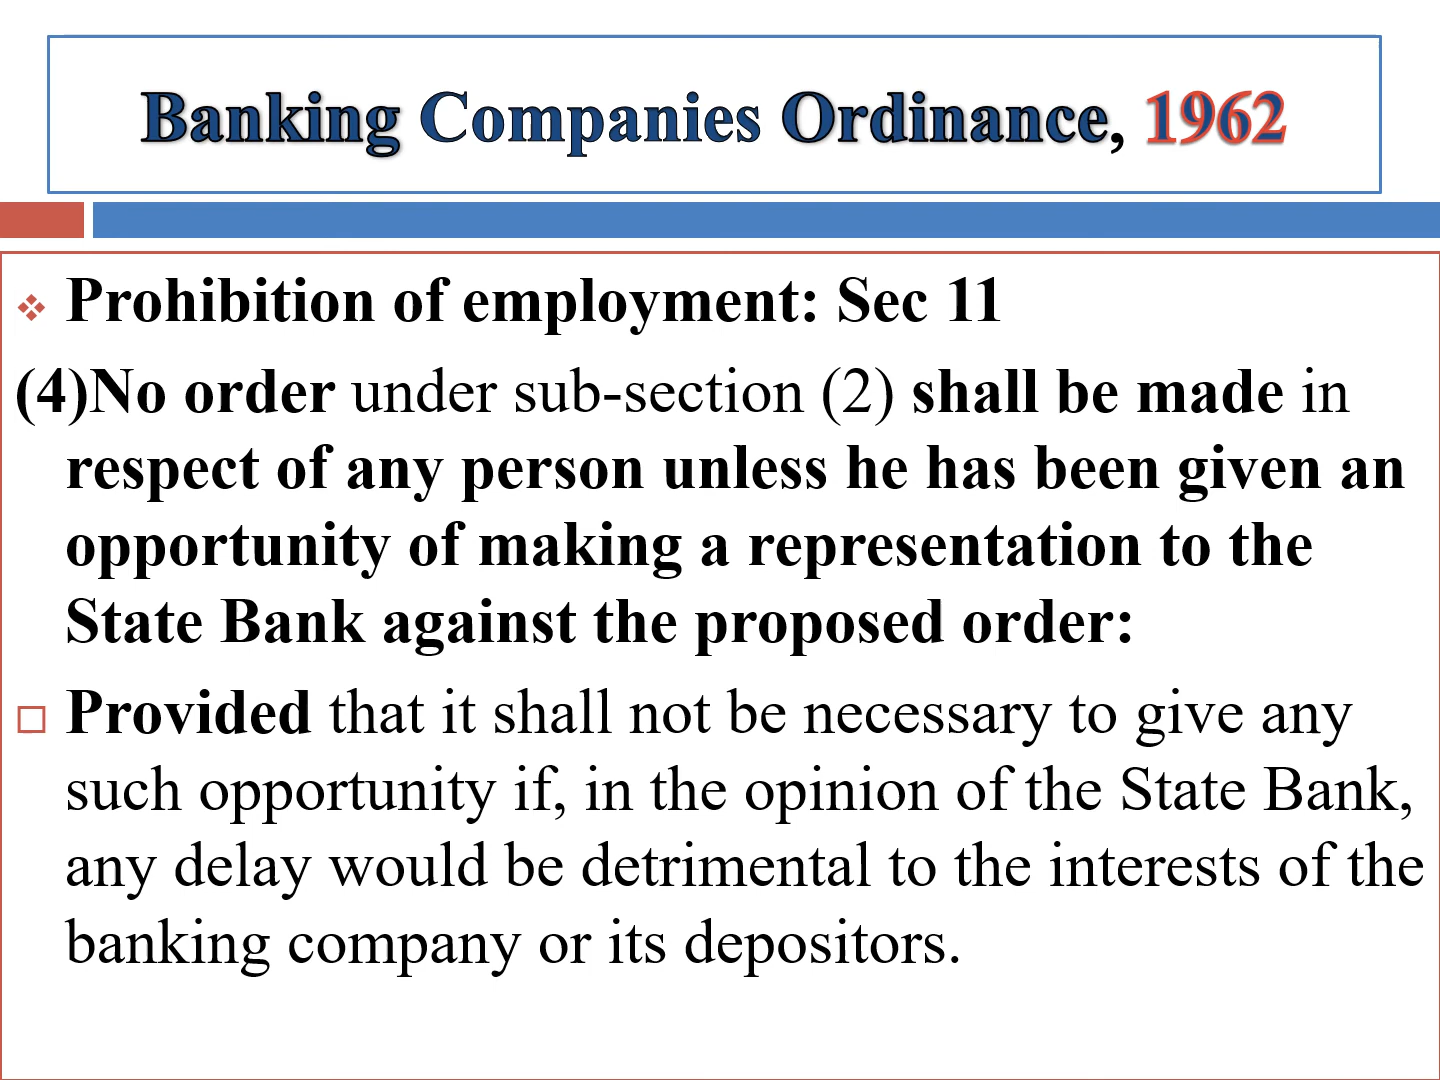 Banking Companies Ordinance, 1962
❖ Prohibition of employment: Sec 11
(4)No order under sub-section (2) shall be made in
respect of any person unless he has been given an
opportunity of making a representation to the
State Bank against the proposed order:
□ Provided that it shall not be necessary to give any
such opportunity if, in the opinion of the State Bank,
any delay would be detrimental to the interests of the
banking company or its depositors.